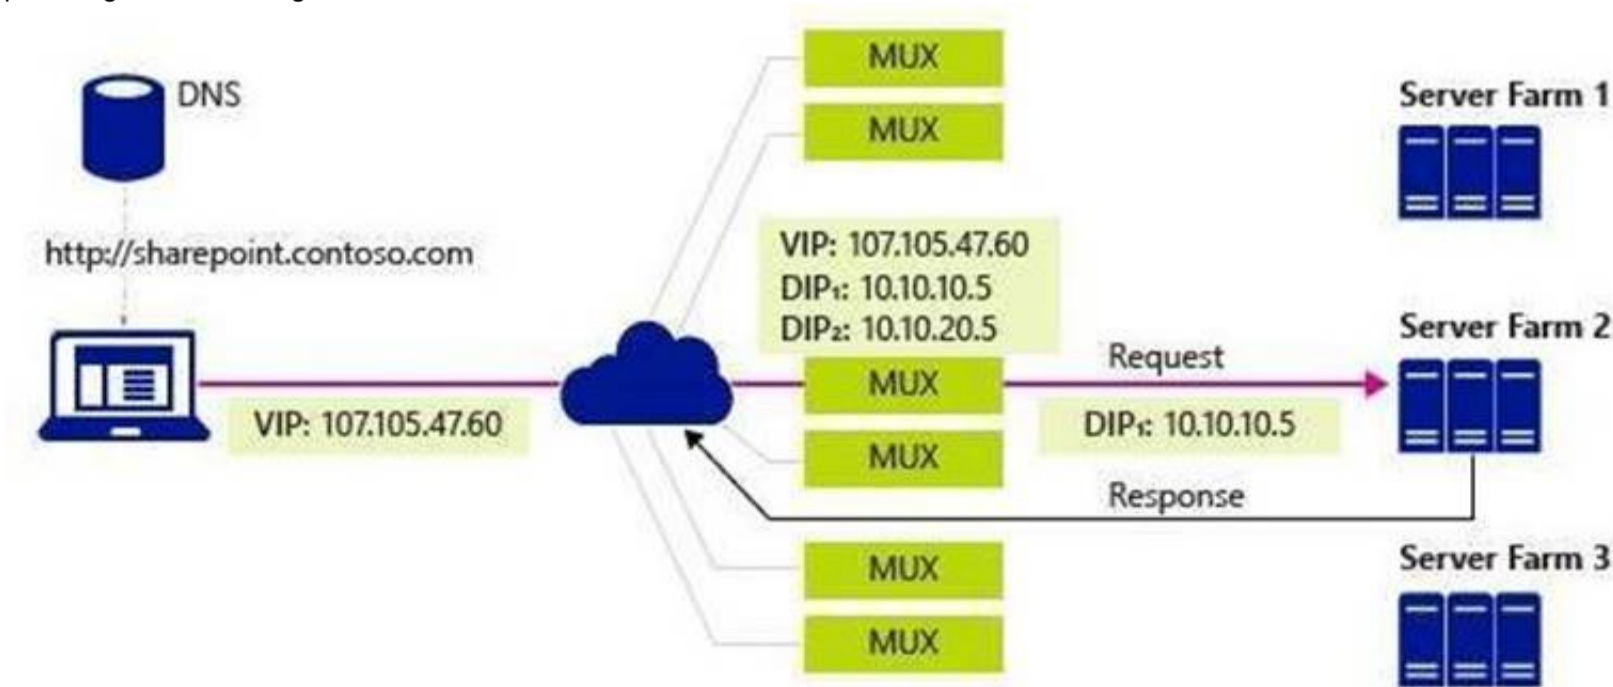 MUX
DNS
Server Farm 1
MUX
http://sharepoint.contoso.com
VIP: 107.105.47.60
DIP₁: 10.10.10.5
DIP₂: 10.10.20.5
Server Farm 2
Request
MUX
VIP: 107.105.47.60
DIP₁: 10.10.10.5
MUX
Response
Server Farm 3
MUX
MUX